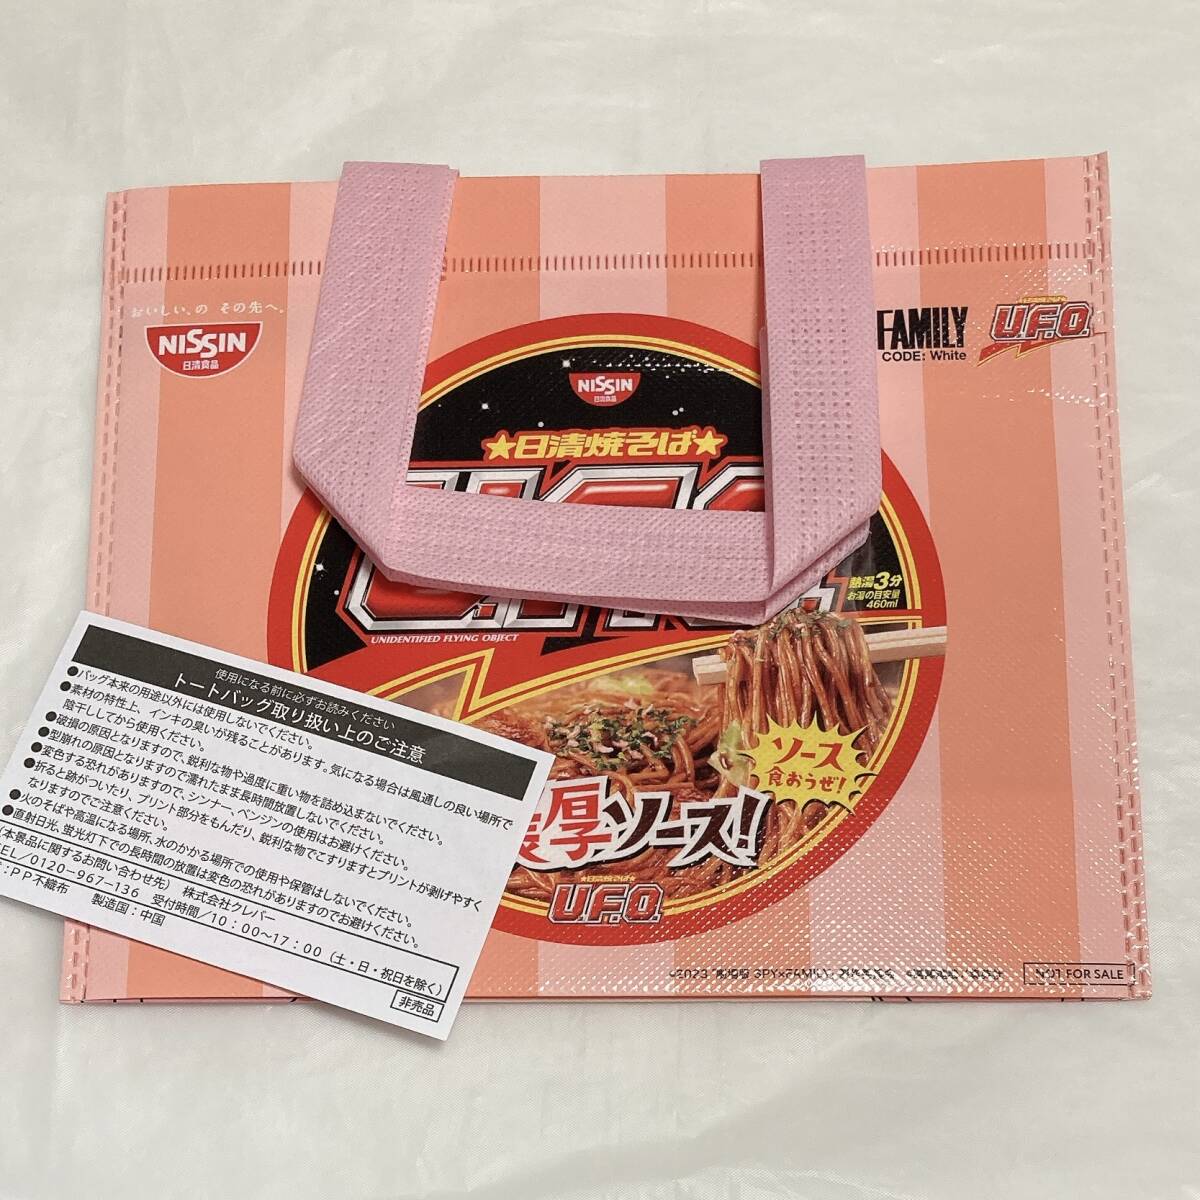 おいしい、の その先へ。
NISSIN
日清食品
FAMILY
CODE: White
U.F.O.
NISSIN
日清食品
★日清焼そば★
熱湯3分
お湯の目安量
460ml
UNIDENTIFIED FLYING OBJECT
ソース
食おうぜ!
厚ソース!
日清焼そば
U.F.O.
NOT FOR SALE
使用になる前に必ずお読みください
トートバッグ取り扱い上のご注意
●バッグ本来の用途以外には使用しないでください。
●素材の特性上、インキの臭いが残ることがあります。気になる場合は風通しの良い場所で
陰干ししてから使用ください。
●破損の原因となりますので、鋭利な物や過度に重い物を詰め込まないでください。
●型崩れの原因となりますので濡れたまま長時間放置しないでください。
●変色する恐れがありますので、シンナー、ベンジンの使用はお避けください。
●折ると跡がついたり、プリント部分をもんだり、鋭利な物でこすりますとプリントが剥げやすく
なりますのでご注意ください。
●火のそばや高温になる場所、水のかかる場所での使用や保管はしないでください。
●直射日光、蛍光灯下での長時間の放置は変色の恐れがありますのでお避けください。
(本景品に関するお問い合わせ先) 株式会社クレバー
TEL/0120-967-136 受付時間/10:00~17:00 (土・日・祝日を除く)
:PP不織布
製造国:中国
非売品